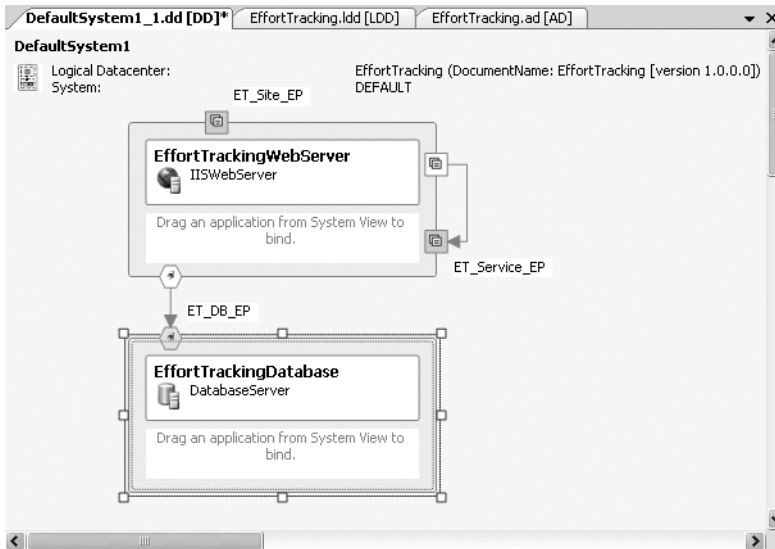 DefaultSystem1_1.dd [DD]* EffortTracking.ldd [LDD] EffortTracking.ad [AD]
DefaultSystem1
Logical Datacenter: EffortTracking (DocumentName: EffortTracking [version 1.0.0.0])
System: DEFAULT
ET_Site_EP
EffortTrackingWebServer
IISWebServer
Drag an application from System View to
bind.
ET_Service_EP
ET_DB_EP
EffortTrackingDatabase
DatabaseServer
Drag an application from System View to
bind.